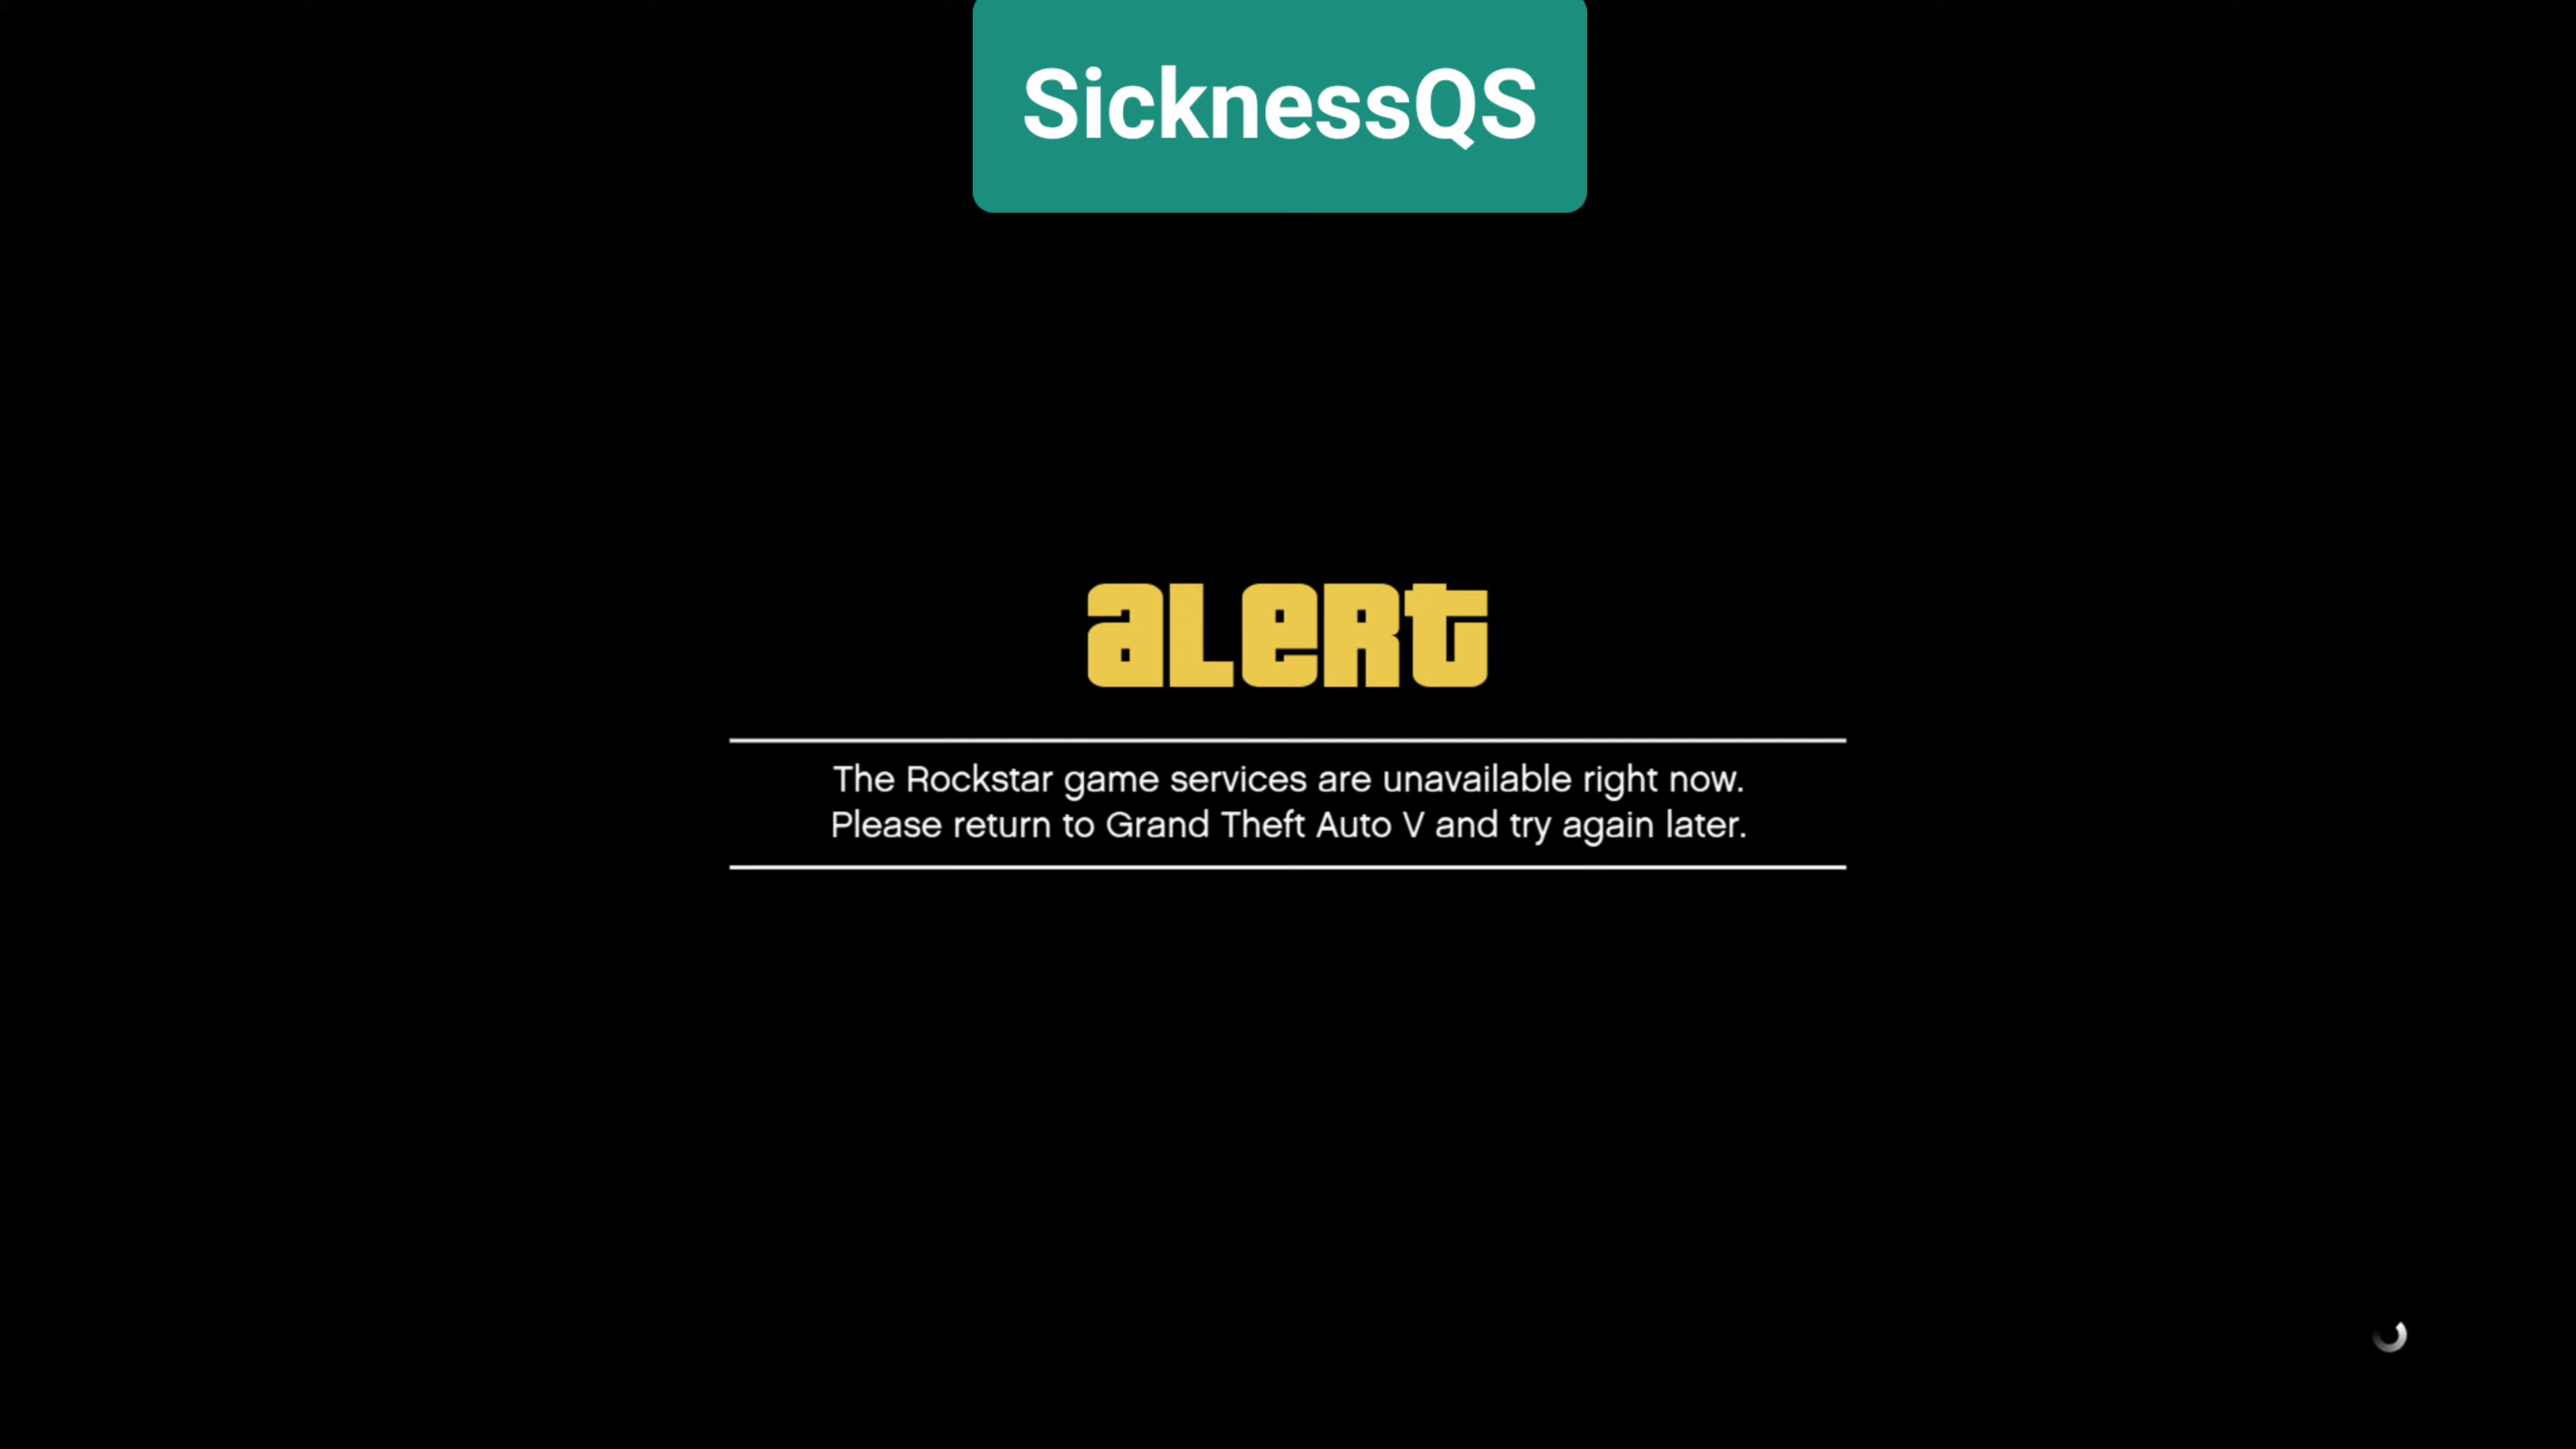 SicknessQS
alert
The Rockstar game services are unavailable right now.
Please return to Grand Theft Auto V and try again later.